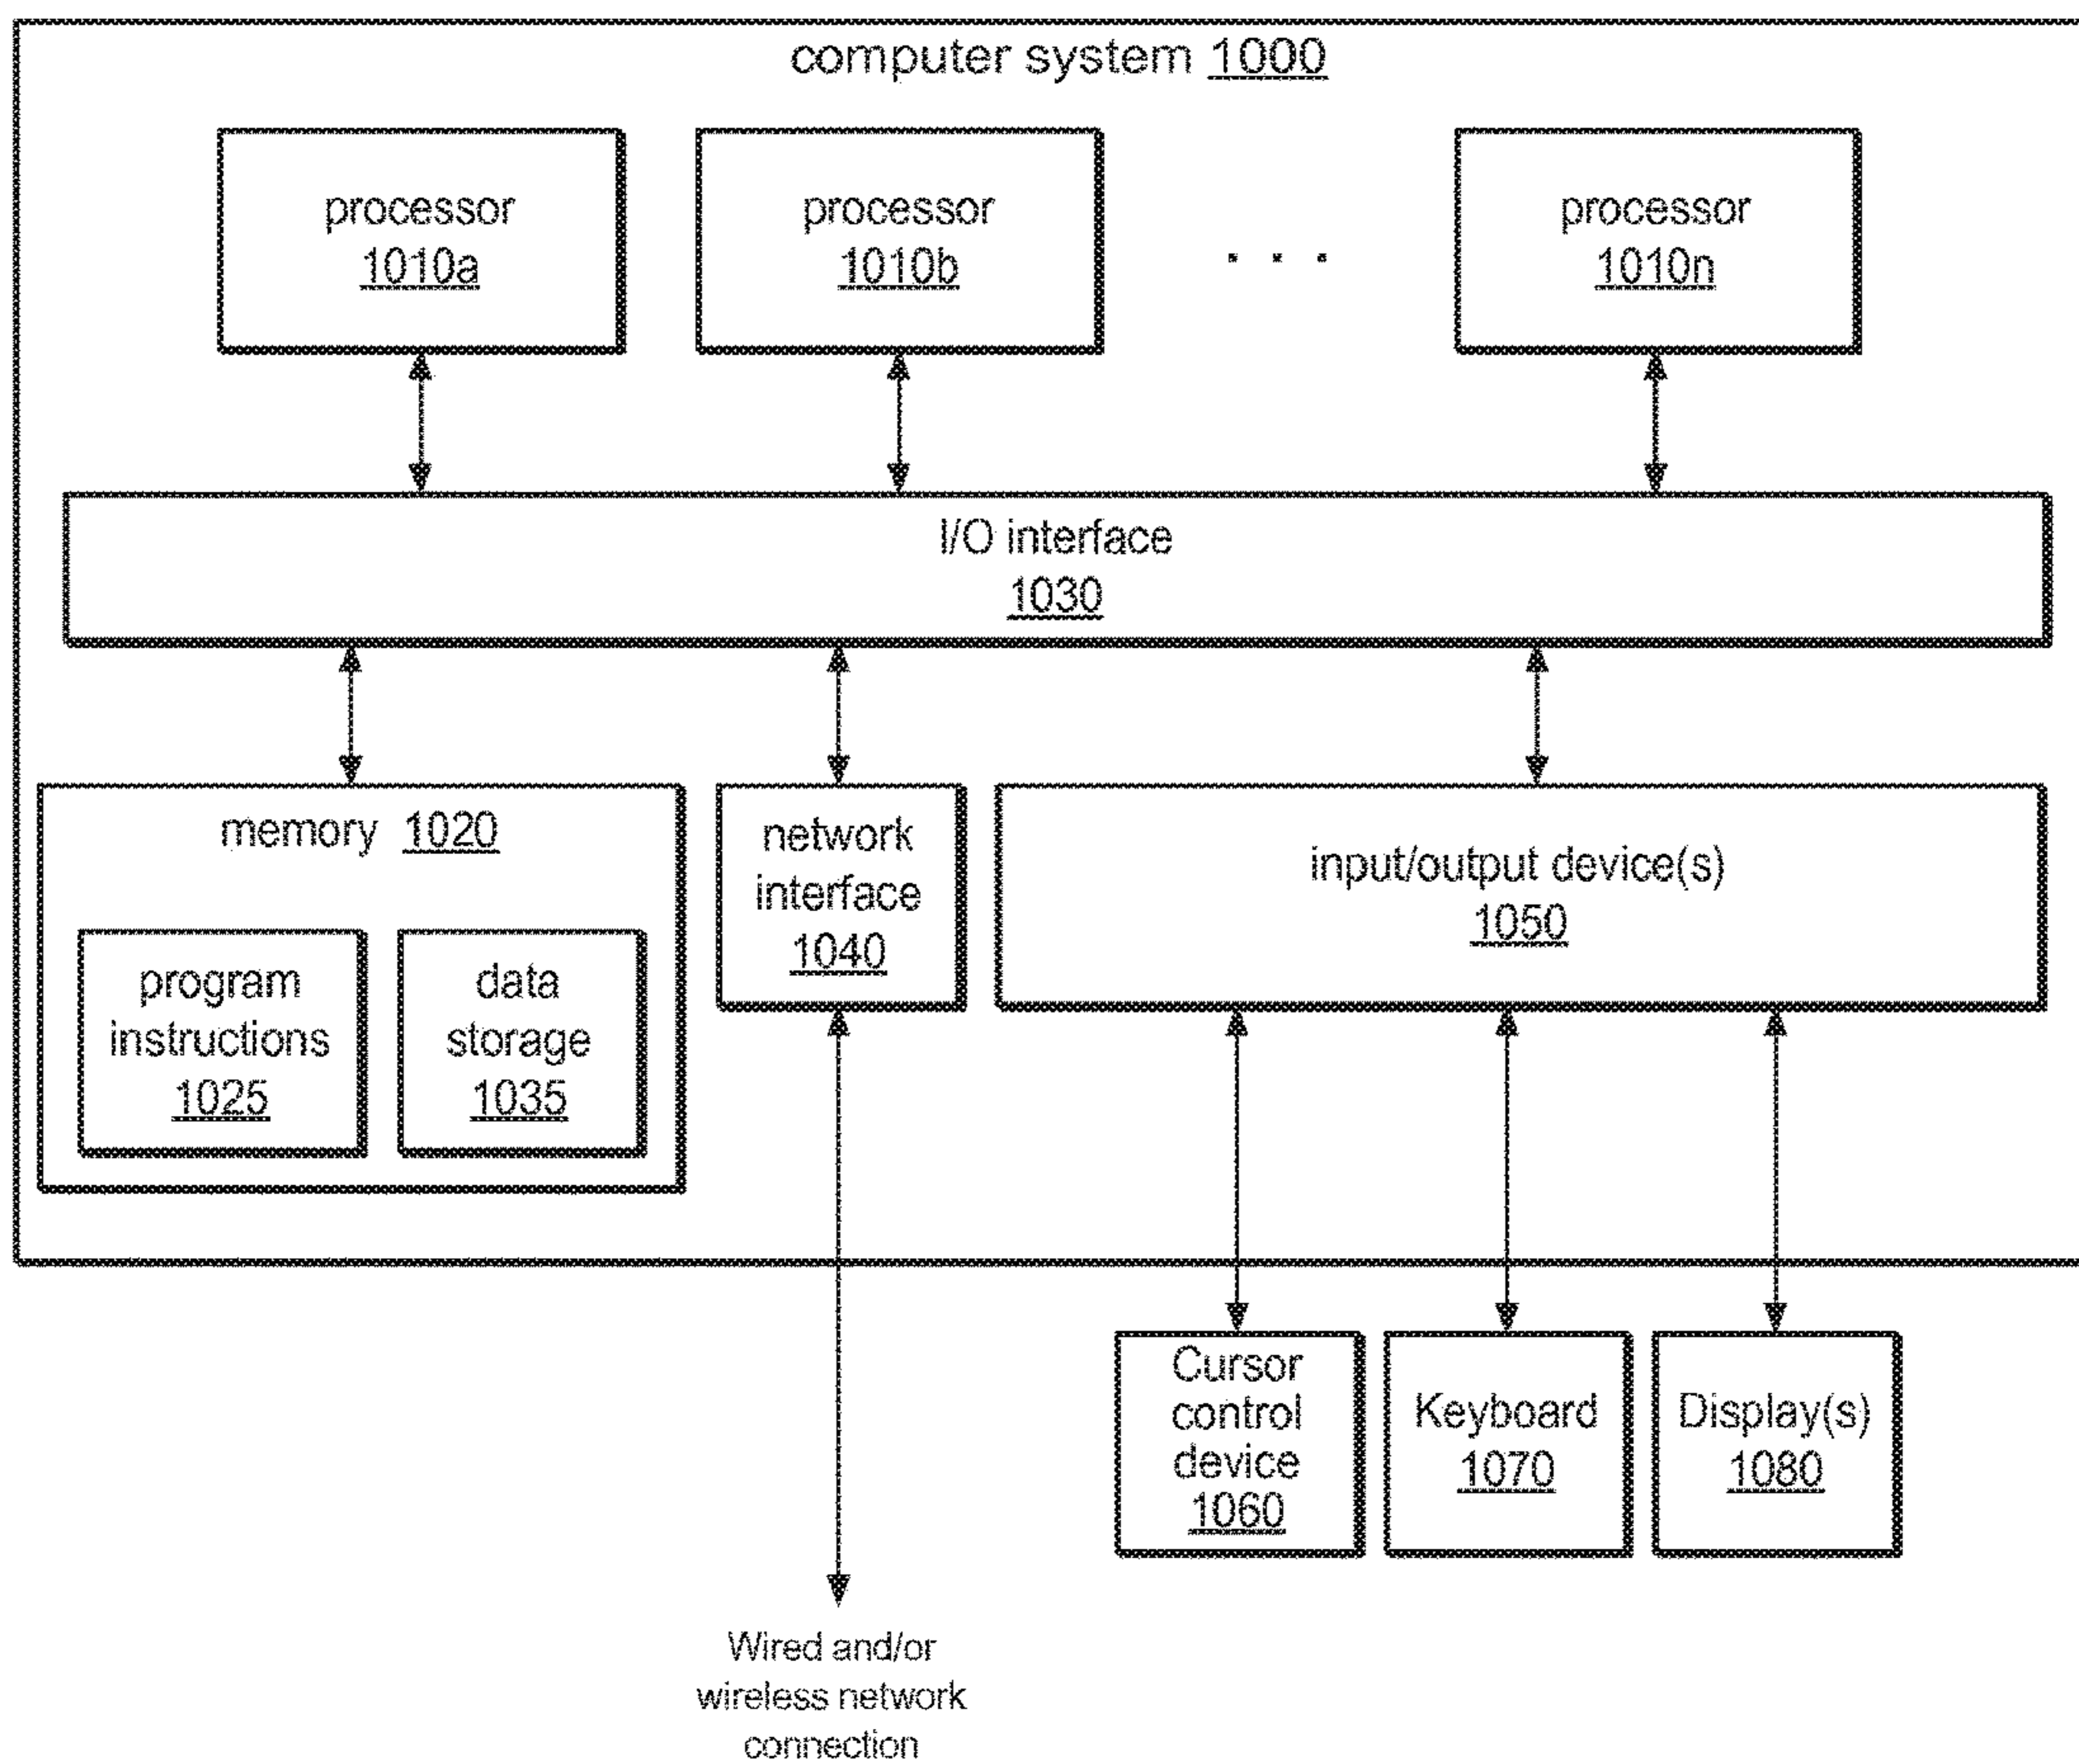 computer system 1000
processor
1010a
processor
1010b
. . .
processor
1010n
I/O interface
1030
memory 1020
program
instructions
1025
data
storage
1035
network
interface
1040
input/output device(s)
1050
Cursor
control
device
1060
Keyboard
1070
Display(s)
1080
Wired and/or
wireless network
connection